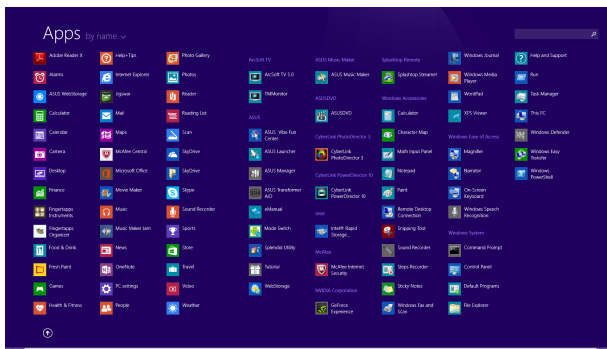 Apps by name
Adobe Reader X
Alarms
ASUS WebStorage
Calculator
Calendar
Camera
Desktop
Finance
Fingertapps
Instruments
Fingertapps
Organizer
Food & Drink
Fresh Paint
Games
Health & Fitness
Help+Tips
Internet Explorer
Jigswar
Mail
Maps
McAfee Central
Microsoft Office
Movie Maker
Music
Music Maker Jam
News
OneNote
PC settings
People
Photo Gallery
Photos
Reader
Reading List
Scan
SkyDrive
SkyDrive
Skype
Sound Recorder
Sports
Store
Travel
Video
Weather
ArcSoft TV
ArcSoft TV 5.0
TMMonitor
ASUS
ASUS Vibe Fun
Center
ASUS Launcher
ASUS Manager
ASUS Transformer
AiO
eManual
Mode Switch
Splendid Utility
Tutorial
WebStorage
ASUS Music Maker
ASUS Music Maker
ASUSDVD
ASUSDVD
CyberLink PhotoDirector 3
CyberLink
PhotoDirector 3
CyberLink PowerDirector 10
CyberLink
PowerDirector 10
Intel
Intel® Rapid
Storage...
McAfee
McAfee Internet
Security
NVIDIA Corporation
GeForce
Experience
Splashtop Remote
Splashtop Streamer
Windows Accessories
Calculator
Character Map
Math Input Panel
Notepad
Paint
Remote Desktop
Connection
Snipping Tool
Sound Recorder
Steps Recorder
Sticky Notes
Windows Fax and
Scan
Windows Journal
Windows Media
Player
WordPad
XPS Viewer
Windows Ease of Access
Magnifier
Narrator
On-Screen
Keyboard
Windows Speech
Recognition
Windows System
Command Prompt
Control Panel
Default Programs
File Explorer
Help and Support
Run
Task Manager
This PC
Windows Defender
Windows Easy
Transfer
Windows
PowerShell